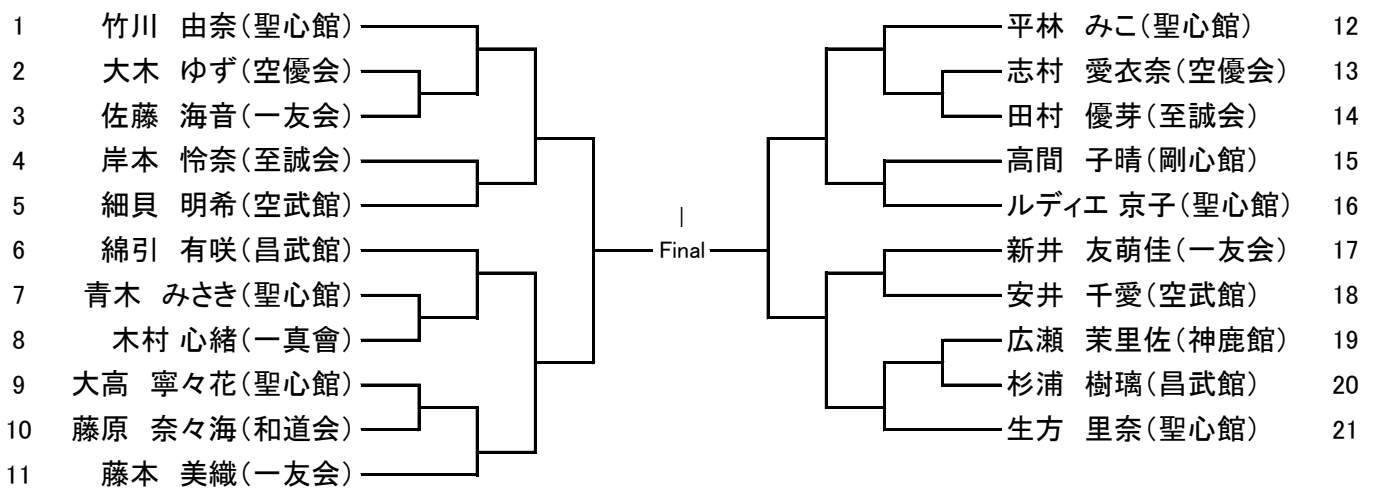 1 竹川 由奈(聖心館)
2 大木 ゆず(空優会)
3 佐藤 海音(一友会)
4 岸本 怜奈(至誠会)
5 細貝 明希(空武館)
6 綿引 有咲(昌武館)
7 青木 みさき(聖心館)
8 木村 心緒(一真會)
9 大高 寧々花(聖心館)
10 藤原 奈々海(和道会)
11 藤本 美織(一友会)
Final
平林 みこ(聖心館) 12
志村 愛衣奈(空優会) 13
田村 優芽(至誠会) 14
高間 子晴(剛心館) 15
ルディエ 京子(聖心館) 16
新井 友萌佳(一友会) 17
安井 千愛(空武館) 18
広瀬 茉里佐(神鹿館) 19
杉浦 樹璃(昌武館) 20
生方 里奈(聖心館) 21